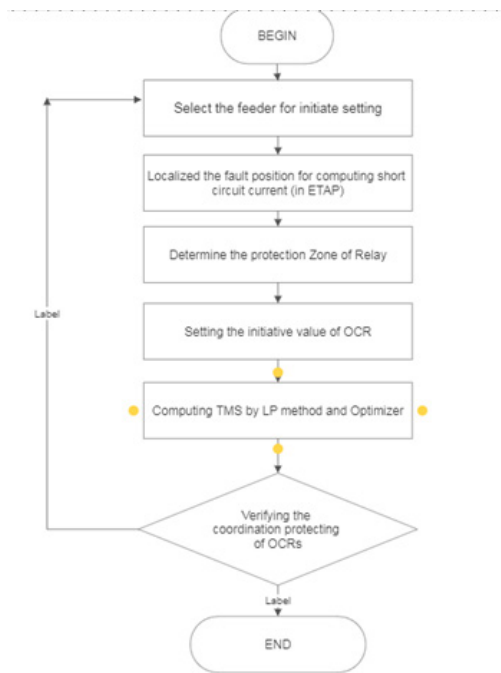 BEGIN
Select the feeder for initiate setting
Localized the fault position for computing short
circuit current (in ETAP)
Determine the protection Zone of Relay
Setting the initiative value of OCR
Label
Computing TMS by LP method and Optimizer
Verifying the
coordination protecting
of OCRs
Label
END